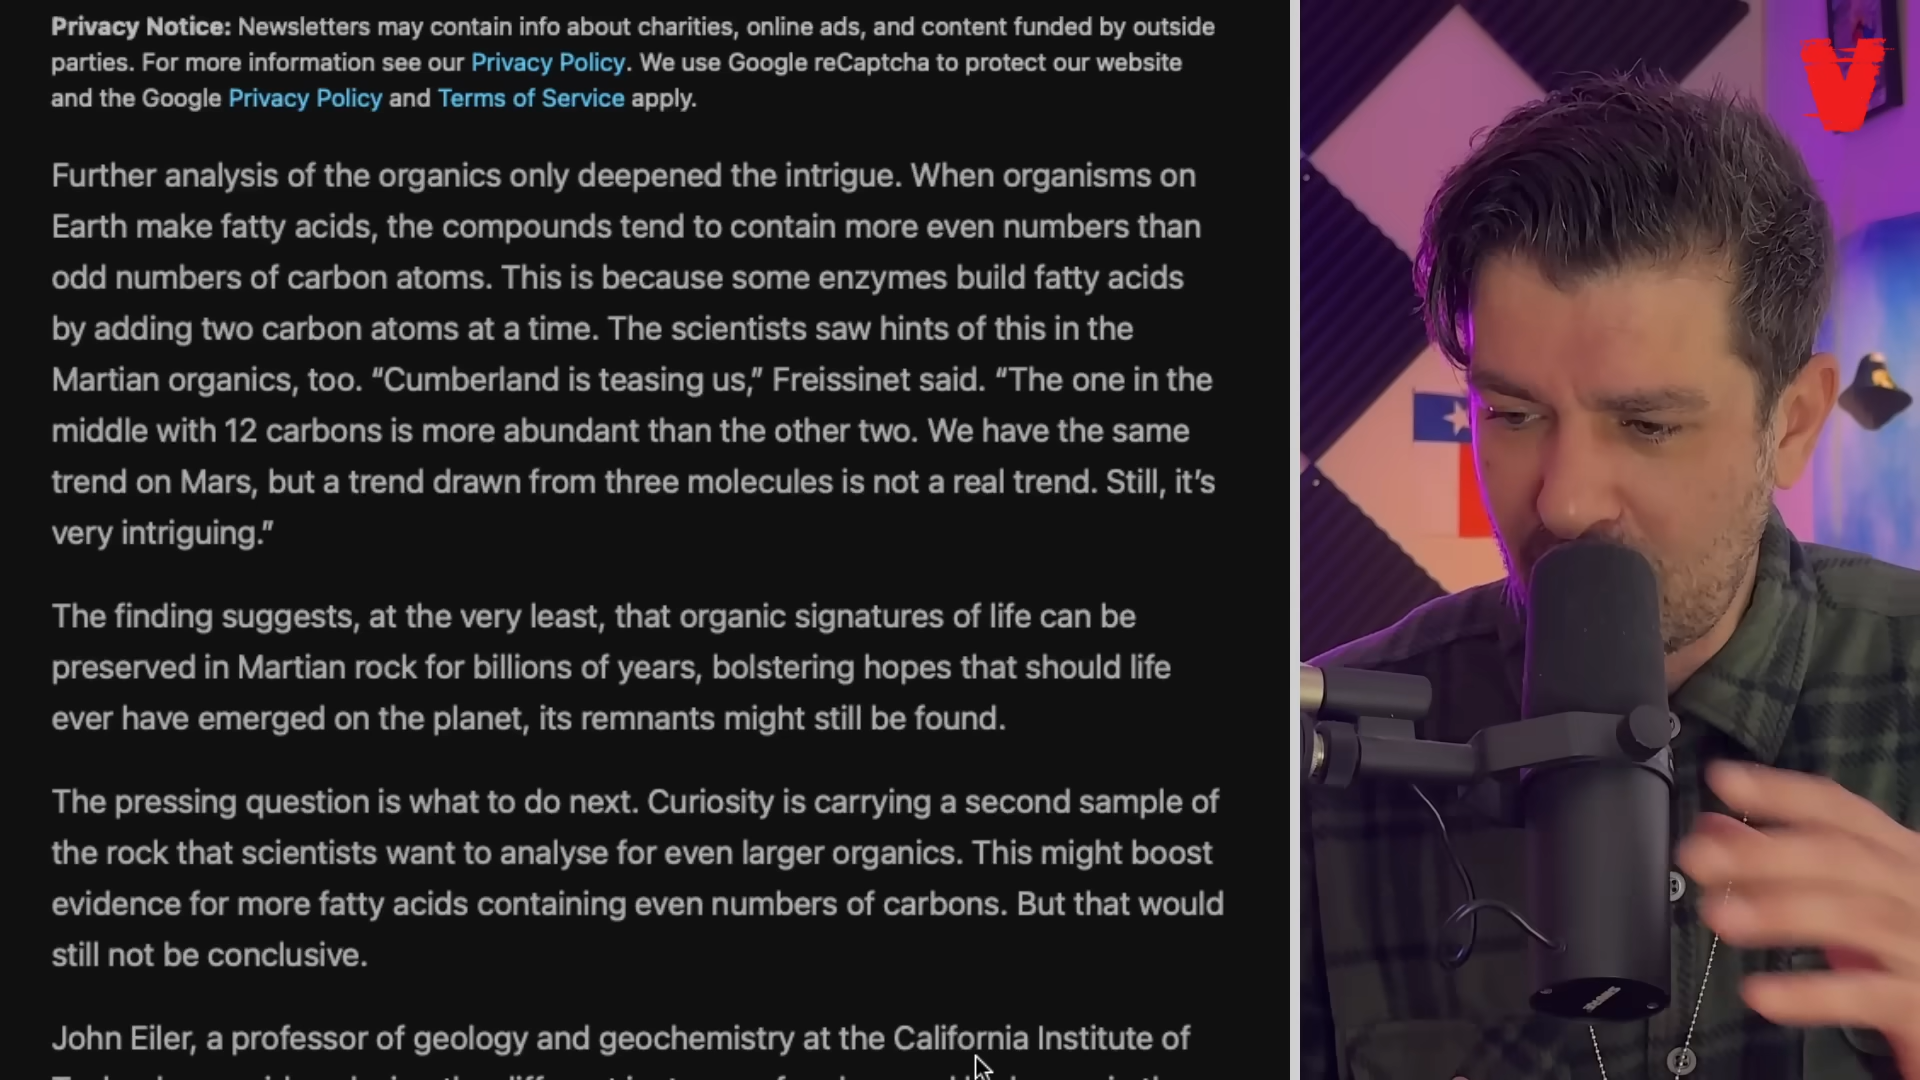 Privacy Notice: Newsletters may contain info about charities, online ads, and content funded by outside
parties. For more information see our Privacy Policy. We use Google reCaptcha to protect our website
and the Google Privacy Policy and Terms of Service apply.
Further analysis of the organics only deepened the intrigue. When organisms on
Earth make fatty acids, the compounds tend to contain more even numbers than
odd numbers of carbon atoms. This is because some enzymes build fatty acids
by adding two carbon atoms at a time. The scientists saw hints of this in the
Martian organics, too. “Cumberland is teasing us,” Freissinet said. “The one in the
middle with 12 carbons is more abundant than the other two. We have the same
trend on Mars, but a trend drawn from three molecules is not a real trend. Still, it’s
very intriguing.”
The finding suggests, at the very least, that organic signatures of life can be
preserved in Martian rock for billions of years, bolstering hopes that should life
ever have emerged on the planet, its remnants might still be found.
The pressing question is what to do next. Curiosity is carrying a second sample of
the rock that scientists want to analyse for even larger organics. This might boost
evidence for more fatty acids containing even numbers of carbons. But that would
still not be conclusive.
John Eiler, a professor of geology and geochemistry at the California Institute of
V